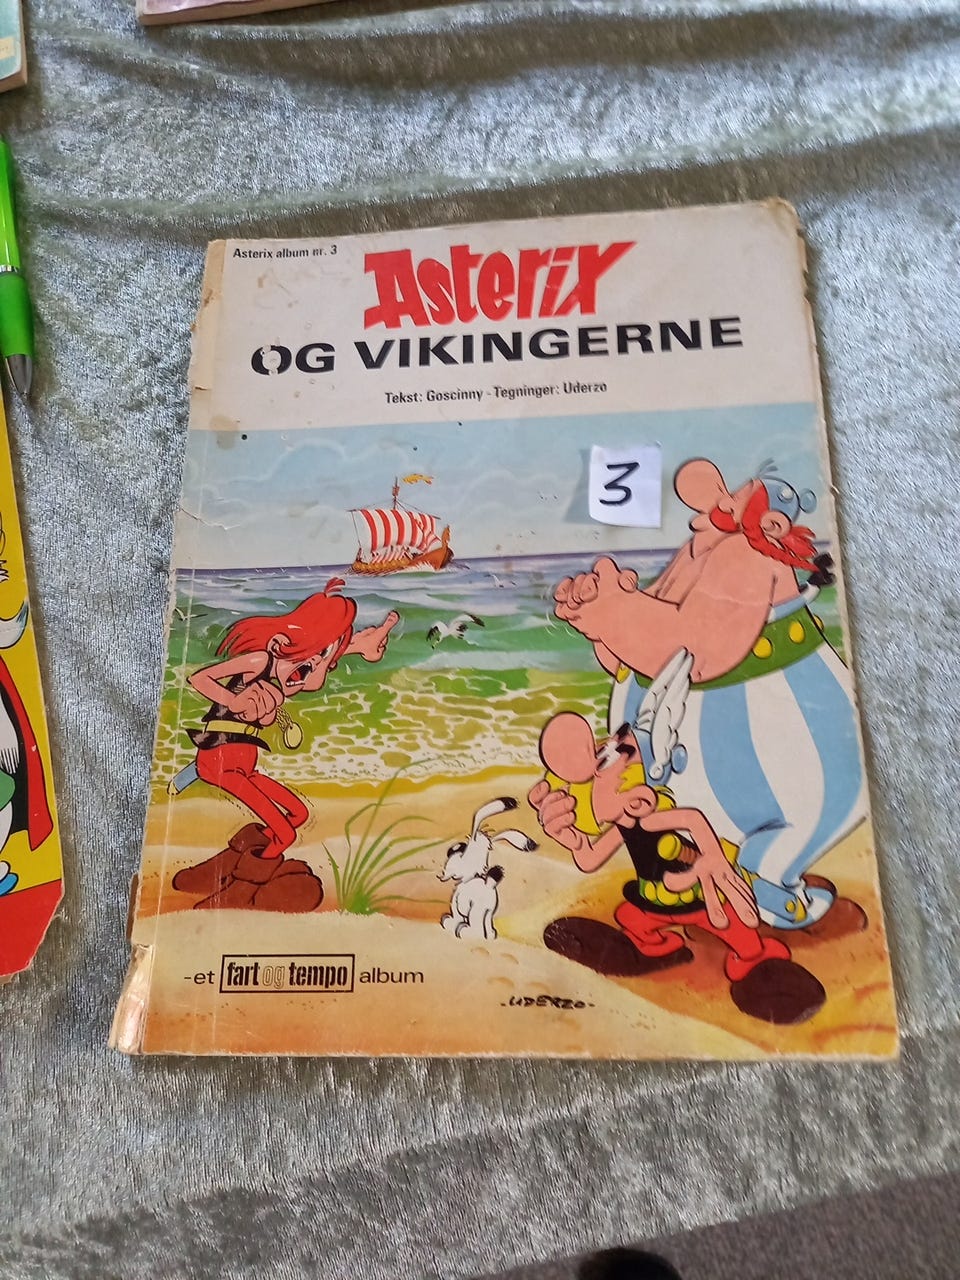 Asterix album nr. 3
Asterix
OG VIKINGERNE
Tekst: Goscinny - Tegninger: Uderzo
3
-et fart og tempo album
-UDERZO-